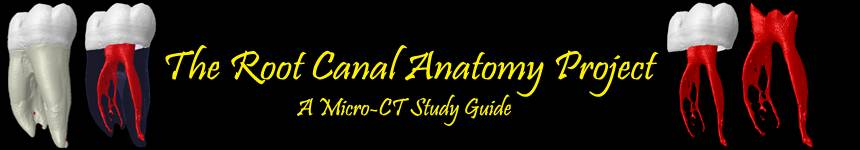 The Root Canal Anatomy Project
A Micro-CT Study Guide